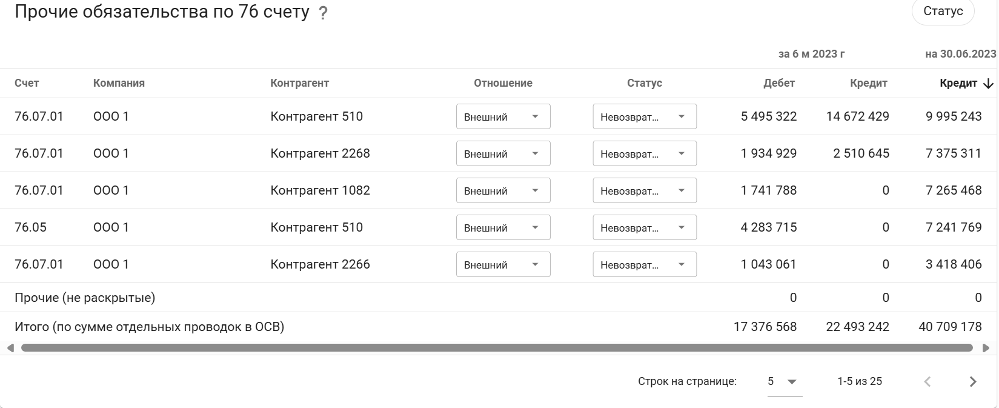 Прочие обязательства по 76 счету ?
Статус
за 6 м 2023 г на 30.06.2023
Счет Компания Контрагент Отношение Статус Дебет Кредит Кредит
76.07.01 ООО 1 Контрагент 510 Внешний Невозврат... 5 495 322 14 672 429 9 995 243
76.07.01 ООО 1 Контрагент 2268 Внешний Невозврат... 1 934 929 2 510 645 7 375 311
76.07.01 ООО 1 Контрагент 1082 Внешний Невозврат... 1 741 788 0 7 265 468
76.05 ООО 1 Контрагент 510 Внешний Невозврат... 4 283 715 0 7 241 769
76.07.01 ООО 1 Контрагент 2266 Внешний Невозврат... 1 043 061 0 3 418 406
Прочие (не раскрытые) 0 0 0
Итого (по сумме отдельных проводок в ОСВ) 17 376 568 22 493 242 40 709 178
Строк на странице: 5 1-5 из 25